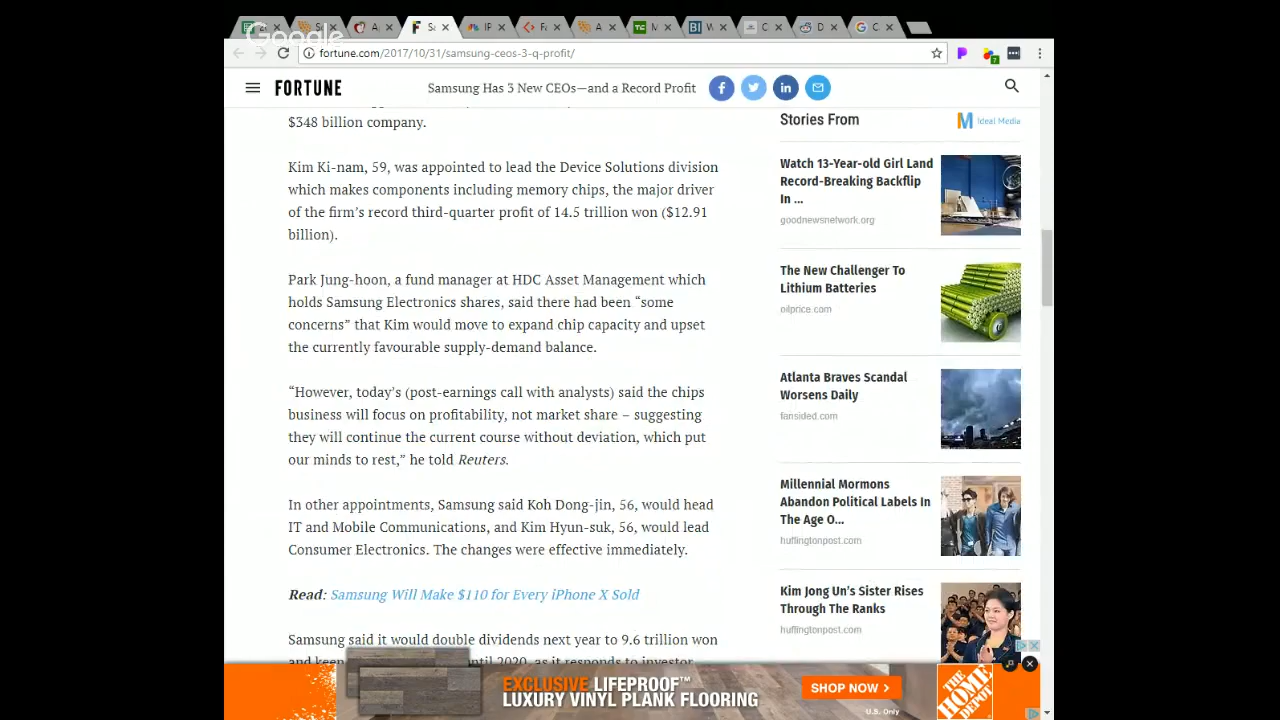 Google
fortune.com/2017/10/31/samsung-ceos-3-q-profit/
FORTUNE
Samsung Has 3 New CEOs—and a Record Profit
$348 billion company.
Kim Ki-nam, 59, was appointed to lead the Device Solutions division
which makes components including memory chips, the major driver
of the firm's record third-quarter profit of 14.5 trillion won ($12.91
billion).
Park Jung-hoon, a fund manager at HDC Asset Management which
holds Samsung Electronics shares, said there had been “some
concerns” that Kim would move to expand chip capacity and upset
the currently favourable supply-demand balance.
“However, today's (post-earnings call with analysts) said the chips
business will focus on profitability, not market share – suggesting
they will continue the current course without deviation, which put
our minds to rest,” he told Reuters.
In other appointments, Samsung said Koh Dong-jin, 56, would head
IT and Mobile Communications, and Kim Hyun-suk, 56, would lead
Consumer Electronics. The changes were effective immediately.
Read: Samsung Will Make $110 for Every iPhone X Sold
Samsung said it would double dividends next year to 9.6 trillion won
until 2020, as it responds to investor
Stories From
Ideal Media
Watch 13-Year-old Girl Land
Record-Breaking Backflip
In ...
goodnewsnetwork.org
The New Challenger To
Lithium Batteries
oilprice.com
Atlanta Braves Scandal
Worsens Daily
fansided.com
Millennial Mormons
Abandon Political Labels In
The Age O...
huffingtonpost.com
Kim Jong Un's Sister Rises
Through The Ranks
huffingtonpost.com
EXCLUSIVE LIFEPROOF™
LUXURY VINYL PLANK FLOORING
SHOP NOW >
U.S. Only
THE
HOME
DEPOT